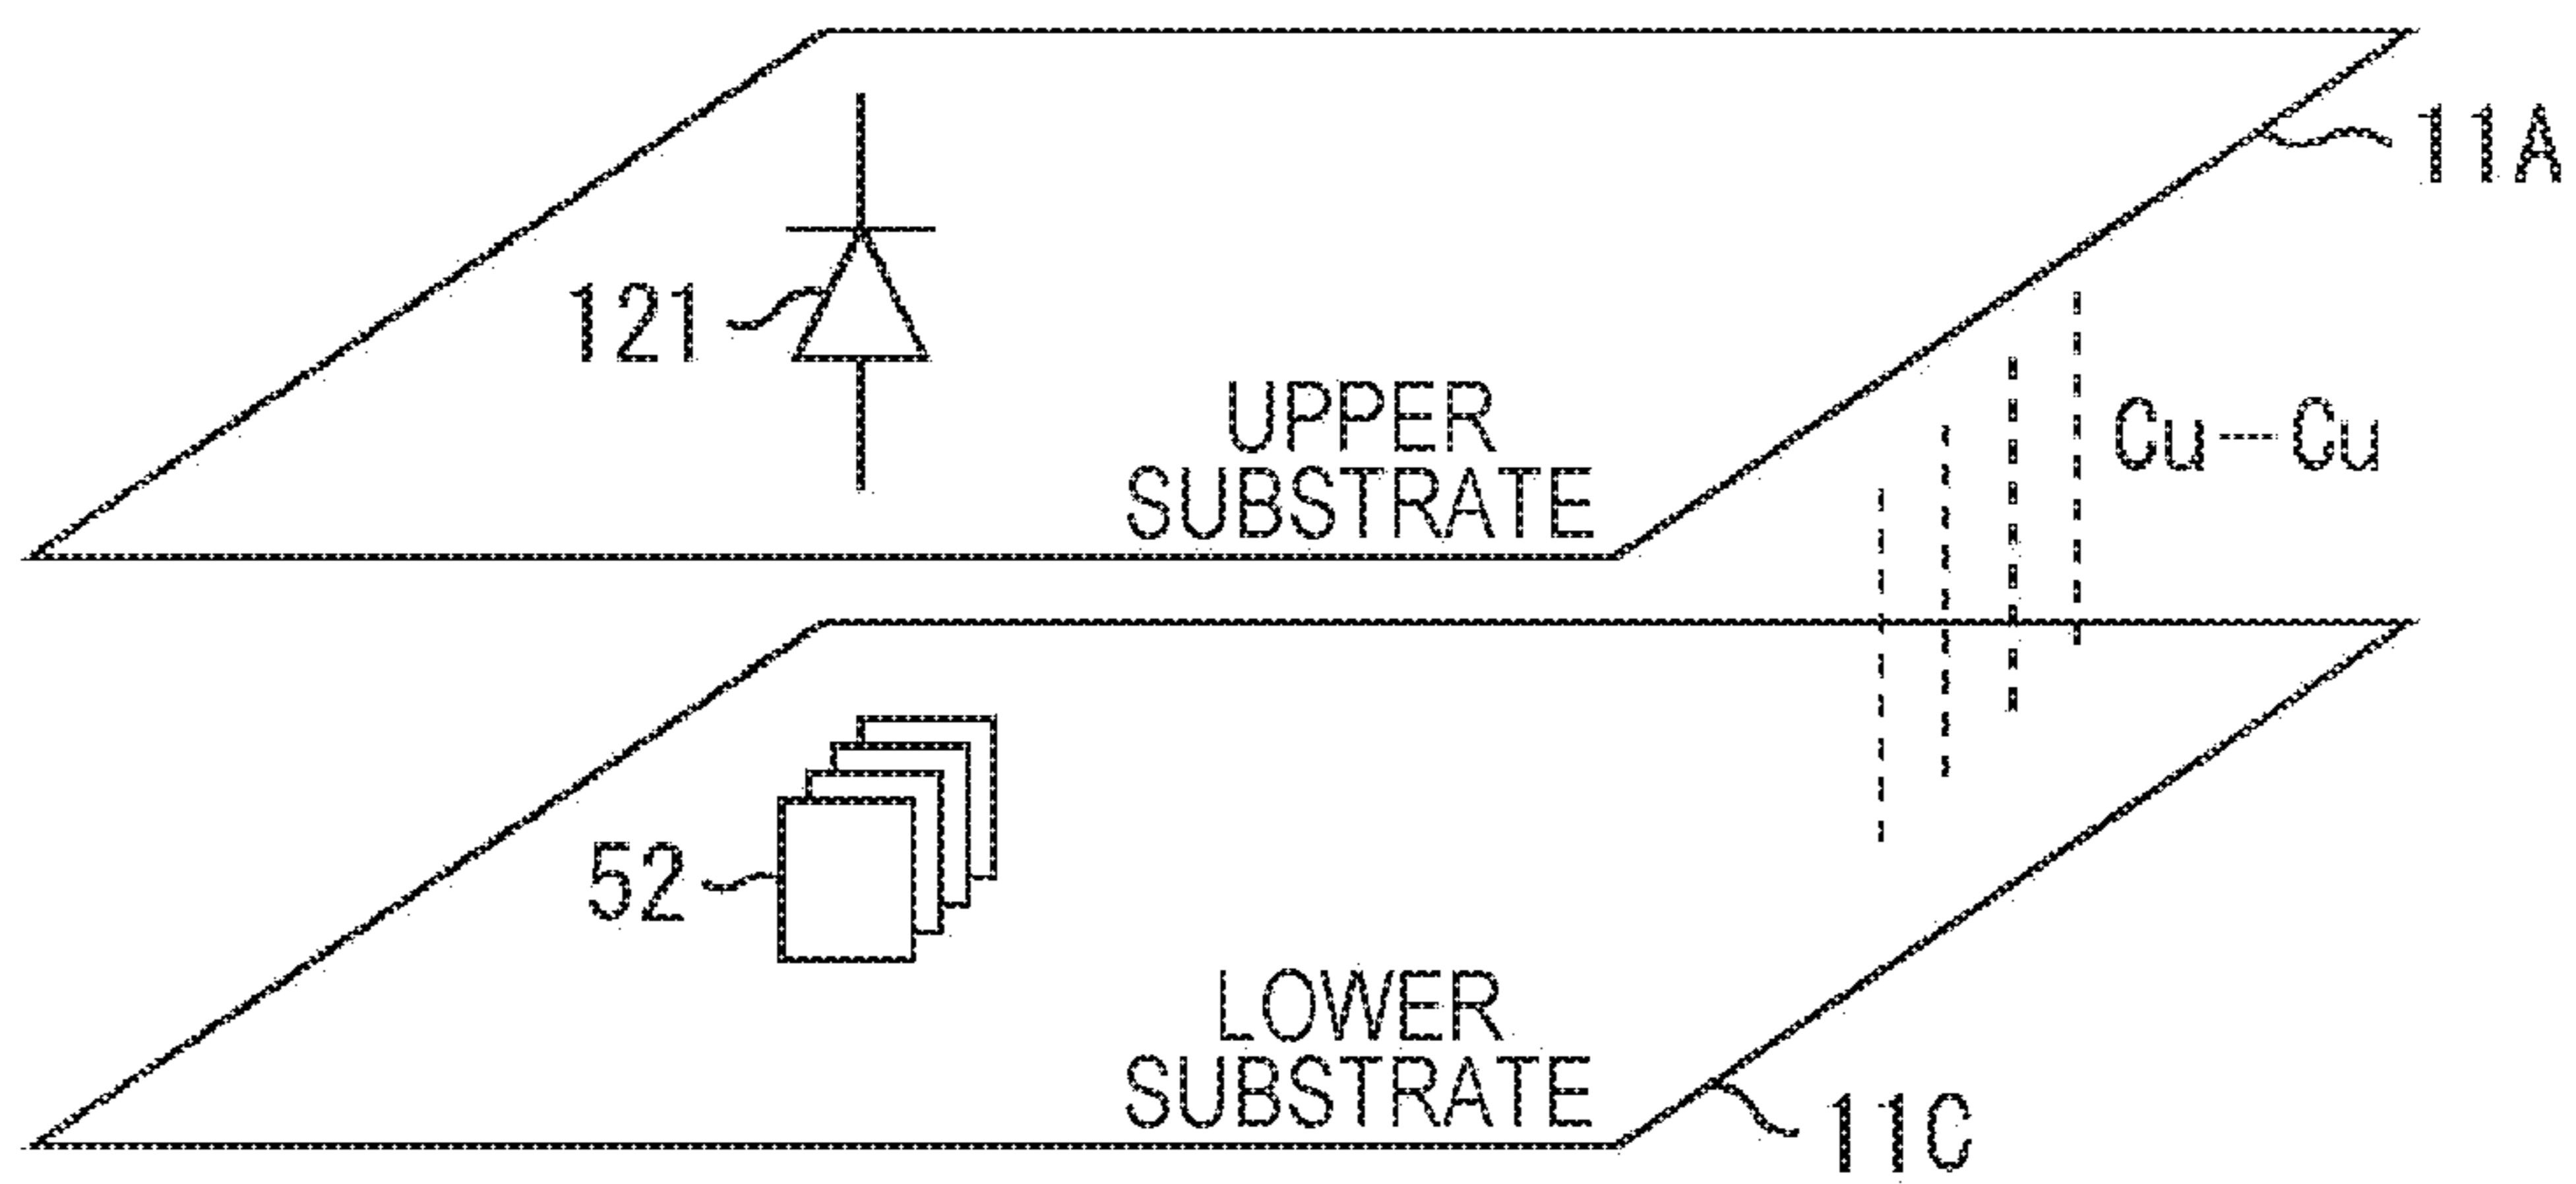 11A
121
UPPER
SUBSTRATE
Cu----Cu
52
LOWER
SUBSTRATE
11C